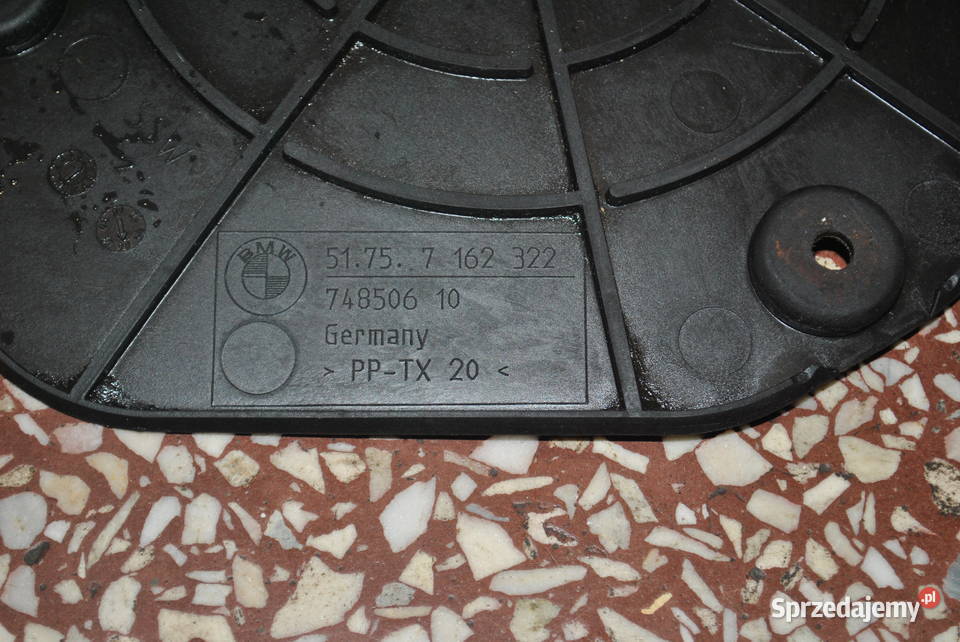 BMW
51.75. 7 162 322
748506 10
Germany
> PP-TX 20 <
Sprzedajemy.pl